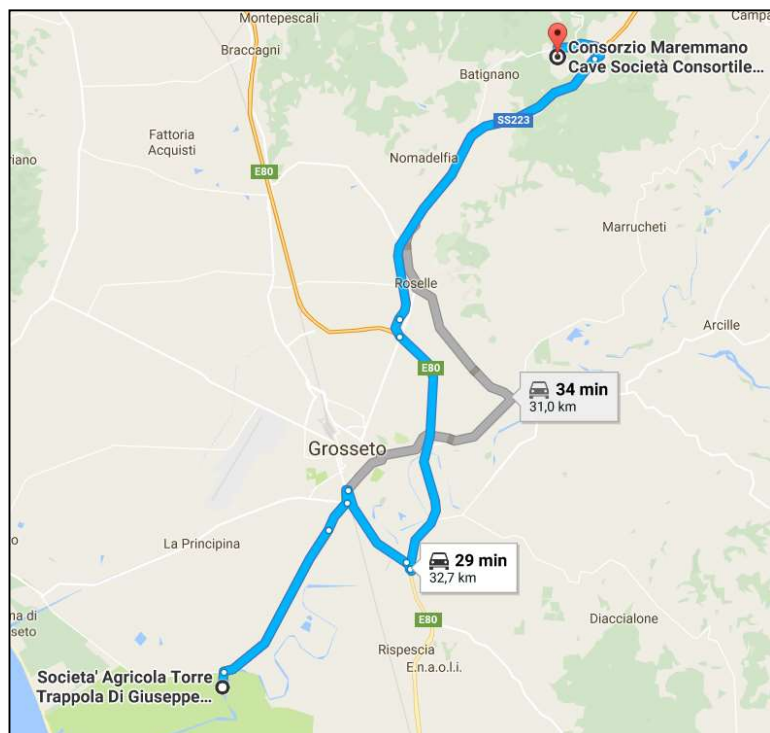 Montepescali
Campa
Braccagni
Consorzio Maremmano
Cave Società Consortile…
Batignano
SS223
Fattoria
Acquisti
riano
Nomadelfia
E80
Marrucheti
Roselle
Arcille
E80
34 min
31,0 km
Grosseto
La Principina
29 min
32,7 km
na di
seto
E80
Diaccialone
Rispescia
E.n.a.o.l.i.
Societa' Agricola Torre
Trappola Di Giuseppe…